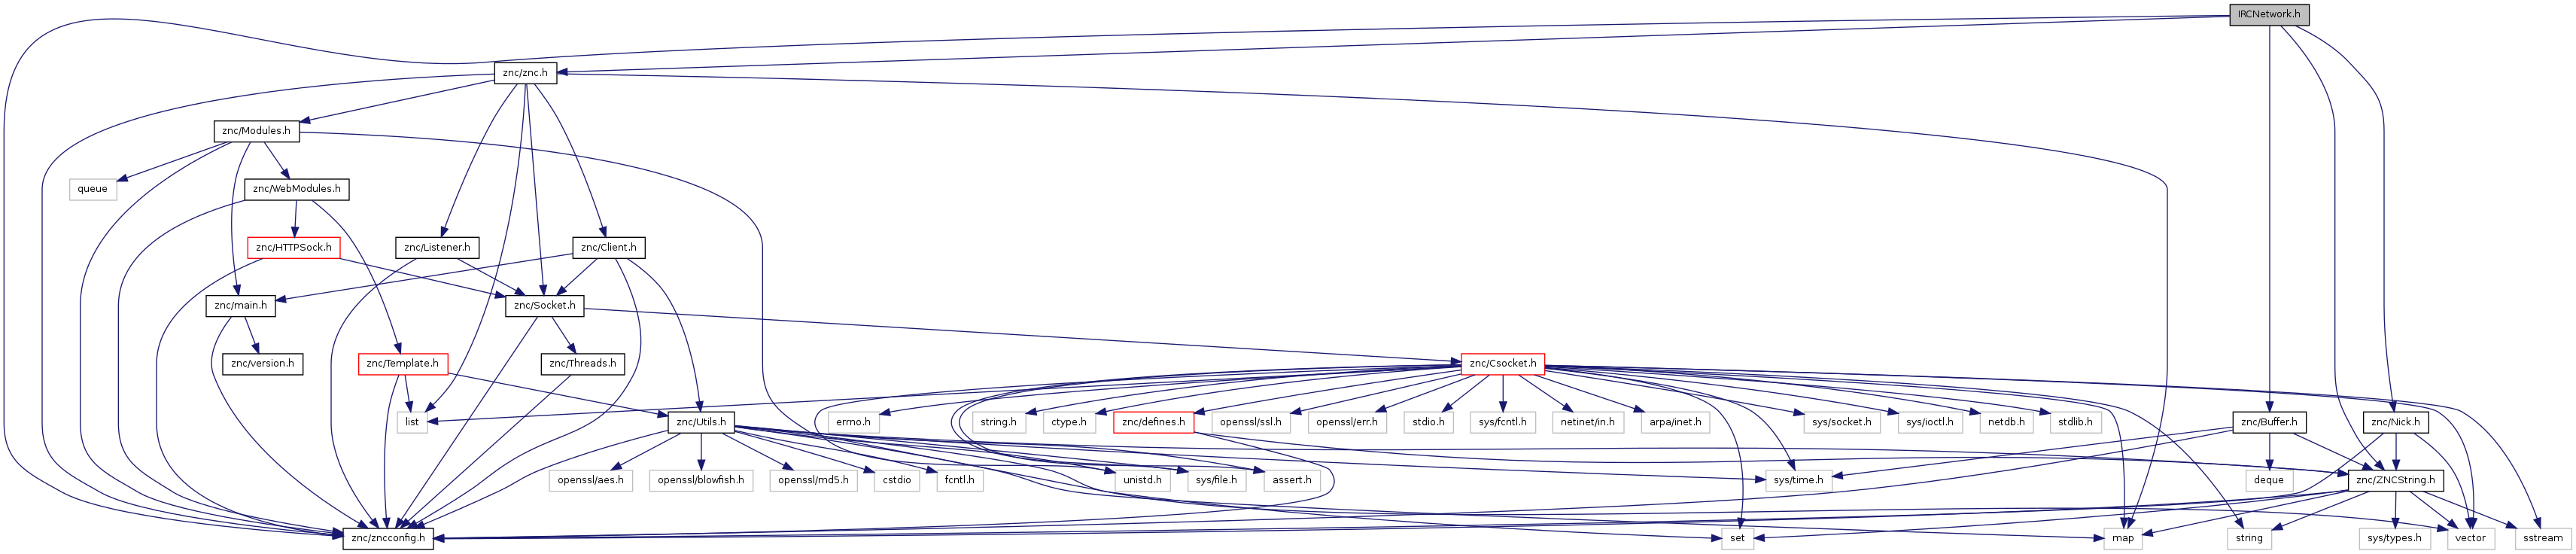 IRCNetwork.h
znc/znc.h
znc/Modules.h
queue
znc/WebModules.h
znc/HTTPSock.h
znc/Listener.h
znc/Client.h
znc/main.h
znc/Socket.h
znc/version.h
znc/Template.h
znc/Threads.h
znc/Csocket.h
list
znc/Utils.h
errno.h
string.h
ctype.h
znc/defines.h
openssl/ssl.h
openssl/err.h
stdio.h
sys/fcntl.h
netinet/in.h
arpa/inet.h
sys/socket.h
sys/ioctl.h
netdb.h
stdlib.h
znc/Buffer.h
znc/Nick.h
openssl/aes.h
openssl/blowfish.h
openssl/md5.h
cstdio
fcntl.h
unistd.h
sys/file.h
assert.h
sys/time.h
deque
znc/ZNCString.h
znc/zncconfig.h
set
map
string
sys/types.h
vector
sstream